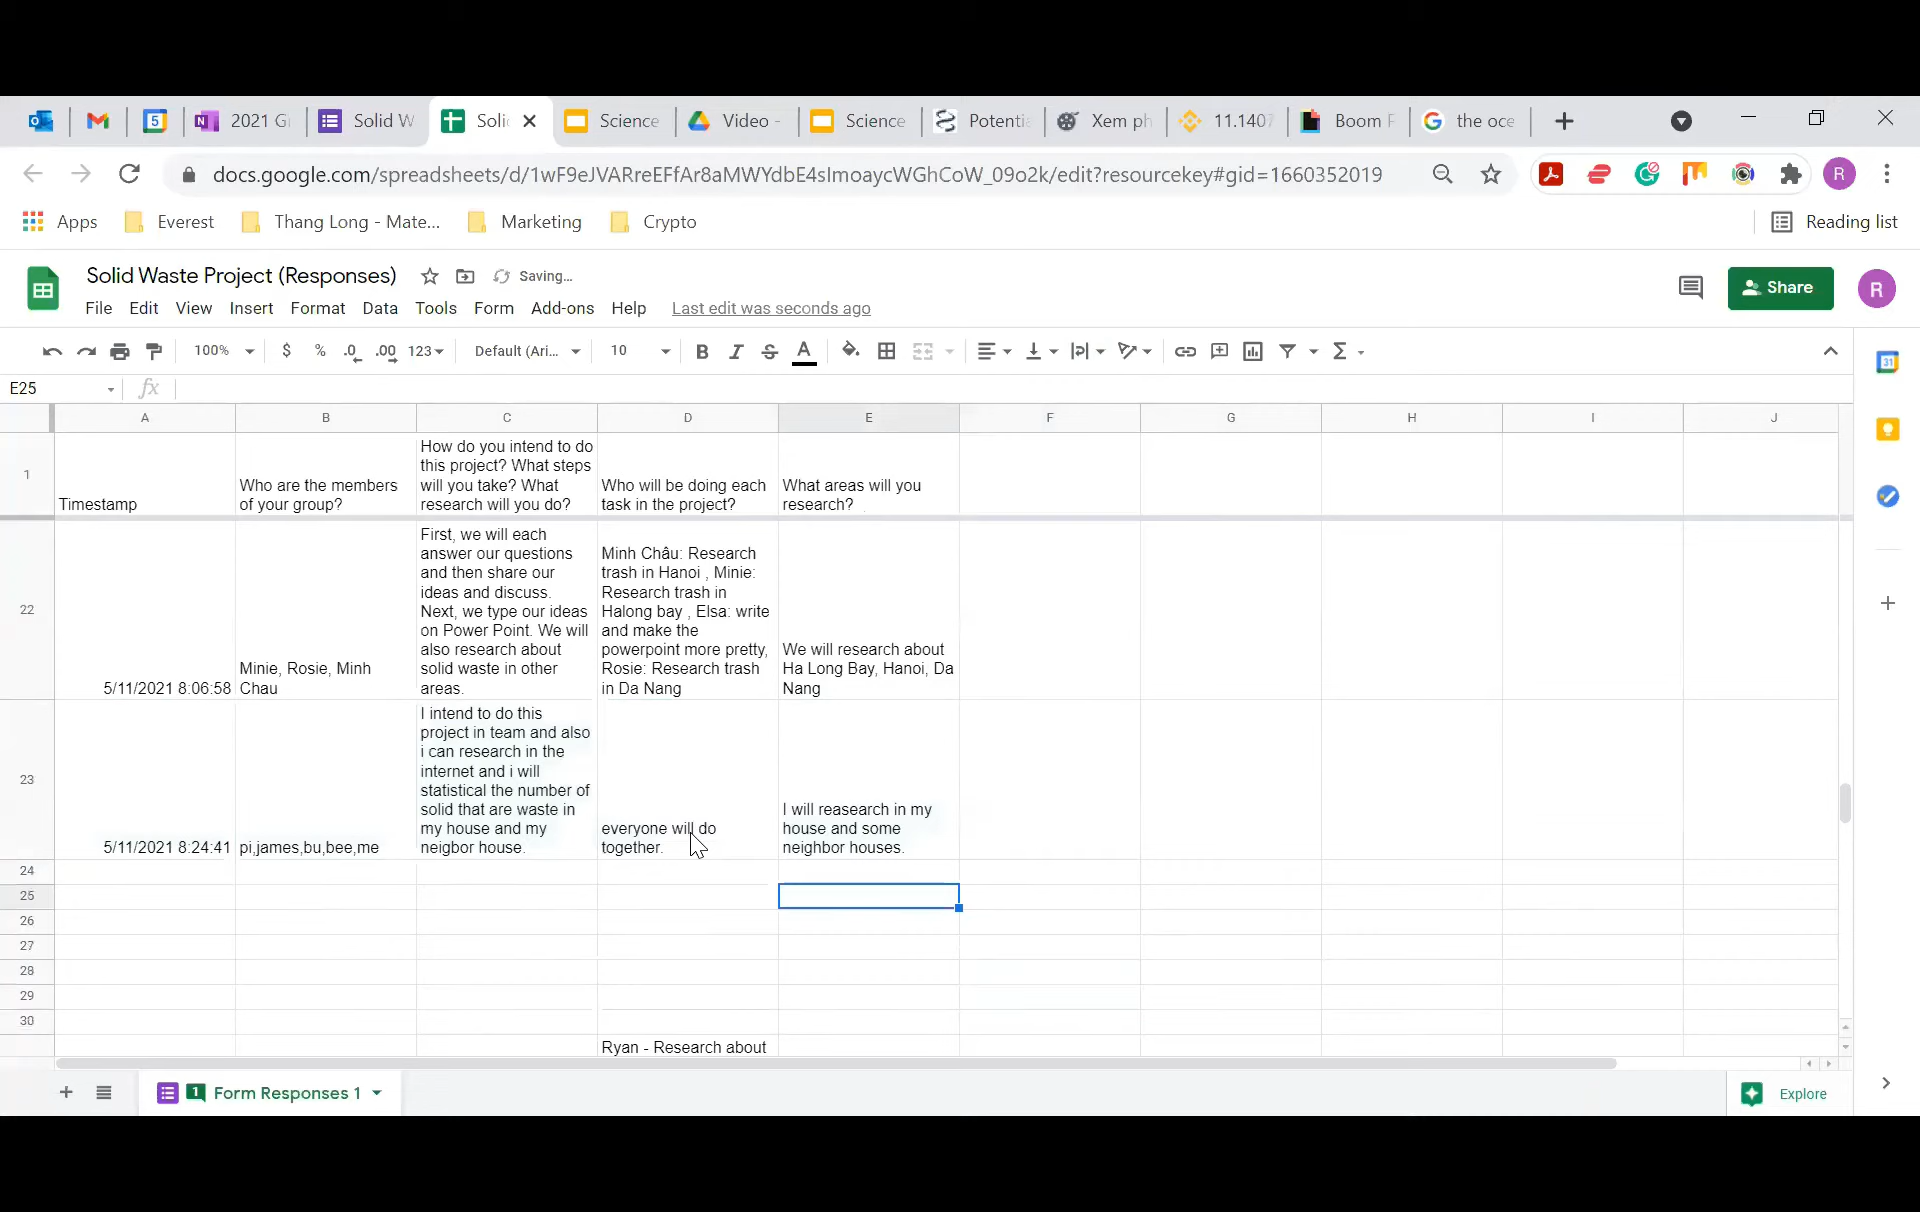 5
2021 G
Solid W
Soli
Science
Video -
Science
Potentia
Xem ph
11.1407
Boom F
the oce
docs.google.com/spreadsheets/d/1wF9eJVARreEFfAr8aMWYdbE4sImoaycWGhCoW_09o2k/edit?resourcekey#gid=1660352019
R
Apps
Everest
Thang Long - Mate...
Marketing
Crypto
Reading list
Solid Waste Project (Responses)
Saving...
Share
R
File Edit View Insert Format Data Tools Form Add-ons Help Last edit was seconds ago
100% $ % .0 .00 123 Default (Ari... 10 B I S A
31
E25
fx
A B C D E F G H I J
1
Timestamp
Who are the members
of your group?
How do you intend to do
this project? What steps
will you take? What
research will you do?
Who will be doing each
task in the project?
What areas will you
research?
22
5/11/2021 8:06:58
Minie, Rosie, Minh
Chau
First, we will each
answer our questions
and then share our
ideas and discuss.
Next, we type our ideas
on Power Point. We will
also research about
solid waste in other
areas.
Minh Châu: Research
trash in Hanoi , Minie:
Research trash in
Halong bay , Elsa: write
and make the
powerpoint more pretty,
Rosie: Research trash
in Da Nang
We will research about
Ha Long Bay, Hanoi, Da
Nang
23
5/11/2021 8:24:41
pi,james,bu,bee,me
I intend to do this
project in team and also
i can research in the
internet and i will
statistical the number of
solid that are waste in
my house and my
neigbor house.
everyone will do
together.
I will reasearch in my
house and some
neighbor houses.
24
25
26
27
28
29
30
Ryan - Research about
1
Form Responses 1
Explore